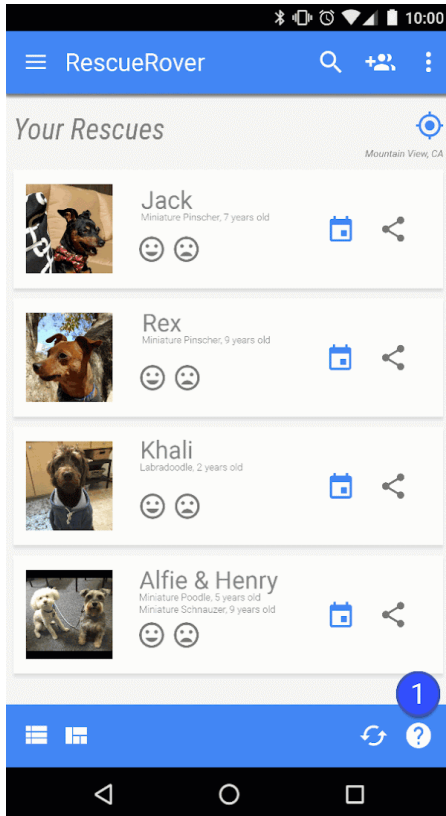 10:00
RescueRover
Your Rescues
Mountain View, CA
Jack
Miniature Pinscher, 7 years old
Rex
Miniature Pinscher, 9 years old
Khali
Labradoodle, 2 years old
Alfie & Henry
Miniature Poodle, 5 years old
Miniature Schnauzer, 9 years old
1
?